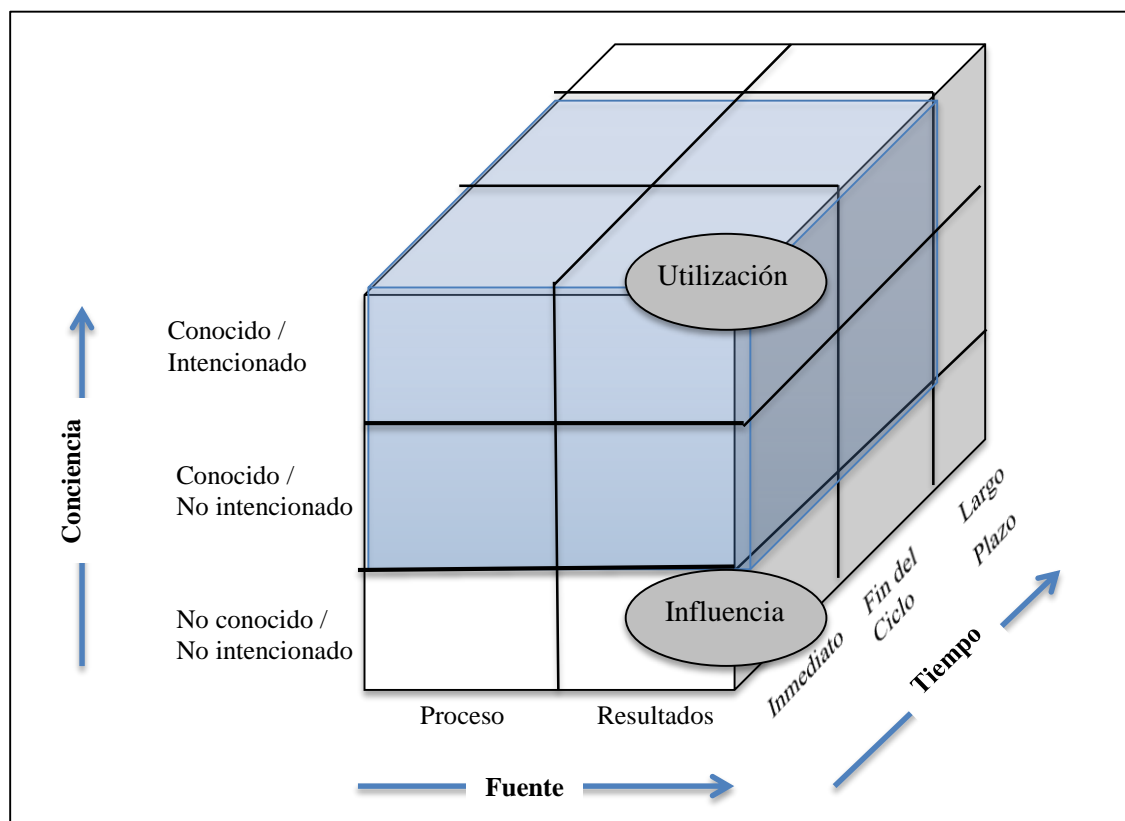 Utilización
Conocido /
Intencionado
Conciencia
Conocido /
No intencionado
No conocido /
No intencionado
Influencia
Inmediato
Fin del
Ciclo
Largo
Plazo
Tiempo
Proceso
Resultados
Fuente